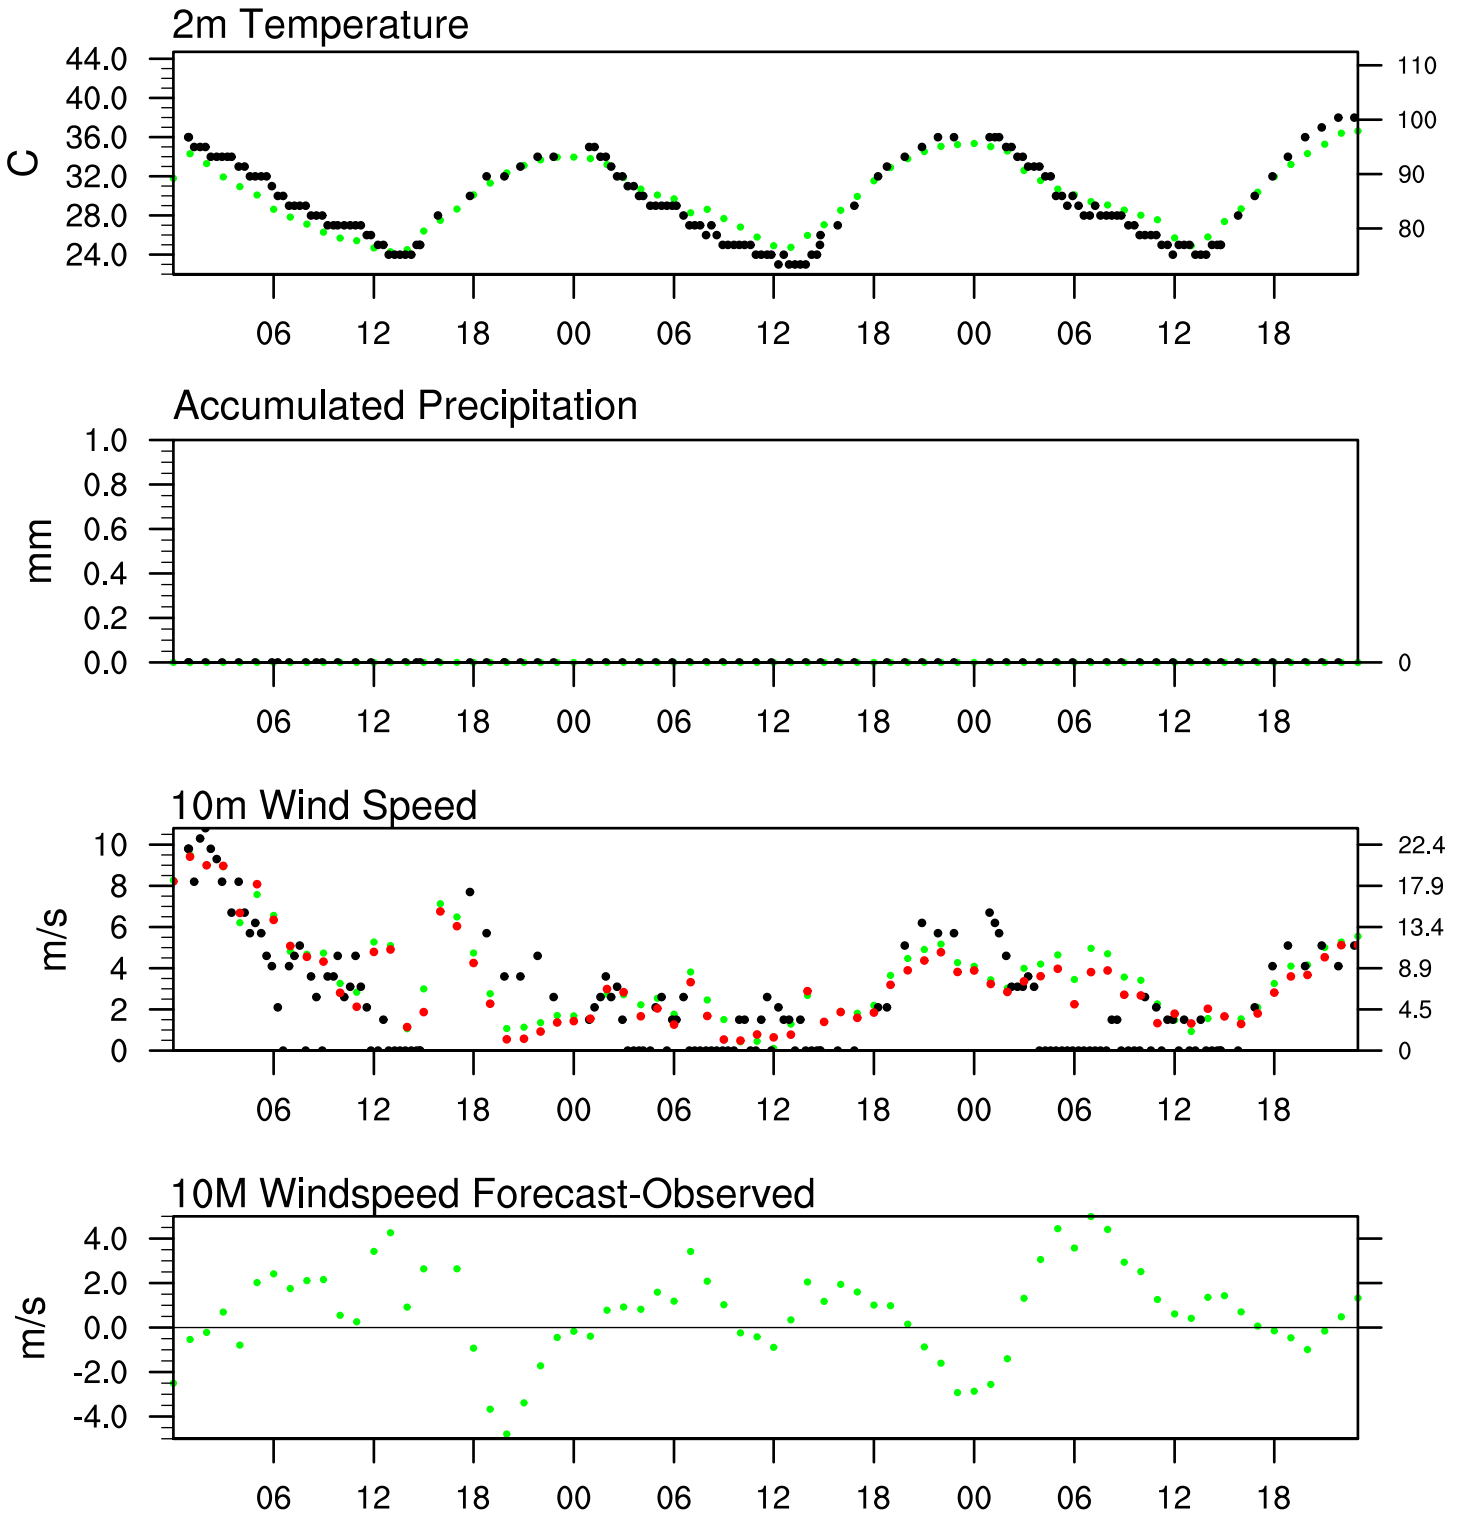 2m Temperature
44.0
40.0
36.0
32.0
28.0
24.0
C
110
100
90
80
06 12 18 00 06 12 18 00 06 12 18
Accumulated Precipitation
1.0
0.8
0.6
0.4
0.2
0.0
mm
0
06 12 18 00 06 12 18 00 06 12 18
10m Wind Speed
10
8
6
4
2
0
m/s
22.4
17.9
13.4
8.9
4.5
0
06 12 18 00 06 12 18 00 06 12 18
10M Windspeed Forecast-Observed
4.0
2.0
0.0
-2.0
-4.0
m/s
06 12 18 00 06 12 18 00 06 12 18